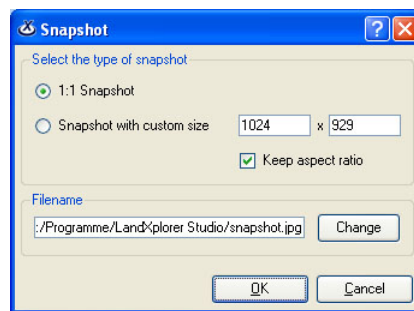 Snapshot
Select the type of snapshot
1:1 Snapshot
Snapshot with custom size 1024 x 929
Keep aspect ratio
Filename
:/Programme/LandXplorer Studio/snapshot.jpg Change
OK Cancel